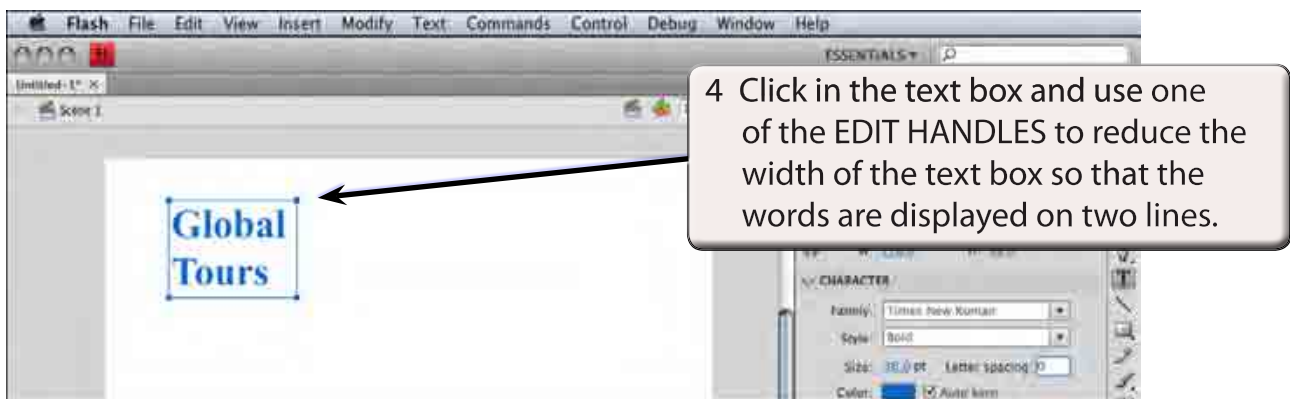 Flash File Edit View Insert Modify Text Commands Control Debug Window Help
ESSENTIALS
Untitled-1* ×
Scene 1
4 Click in the text box and use one
of the EDIT HANDLES to reduce the
width of the text box so that the
words are displayed on two lines.
Global
Tours
CHARACTER
Family: Times New Roman
Style: Bold
Size: pt Letter spacing: 0
Color: Auto kern